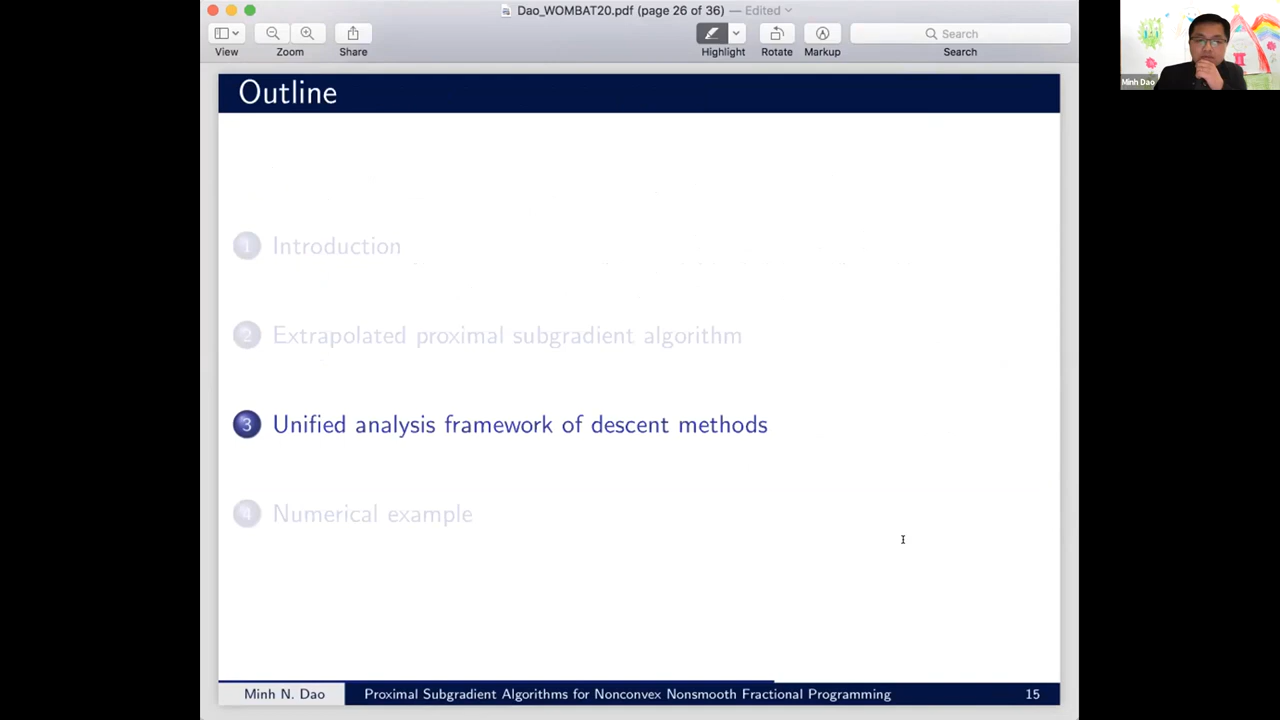 Dao_WOMBAT20.pdf (page 26 of 36) — Edited
View
Zoom
Share
Highlight
Rotate
Markup
Search
Search
Minh Dao
Outline
1 Introduction
2 Extrapolated proximal subgradient algorithm
3 Unified analysis framework of descent methods
4 Numerical example
Minh N. Dao
Proximal Subgradient Algorithms for Nonconvex Nonsmooth Fractional Programming
15